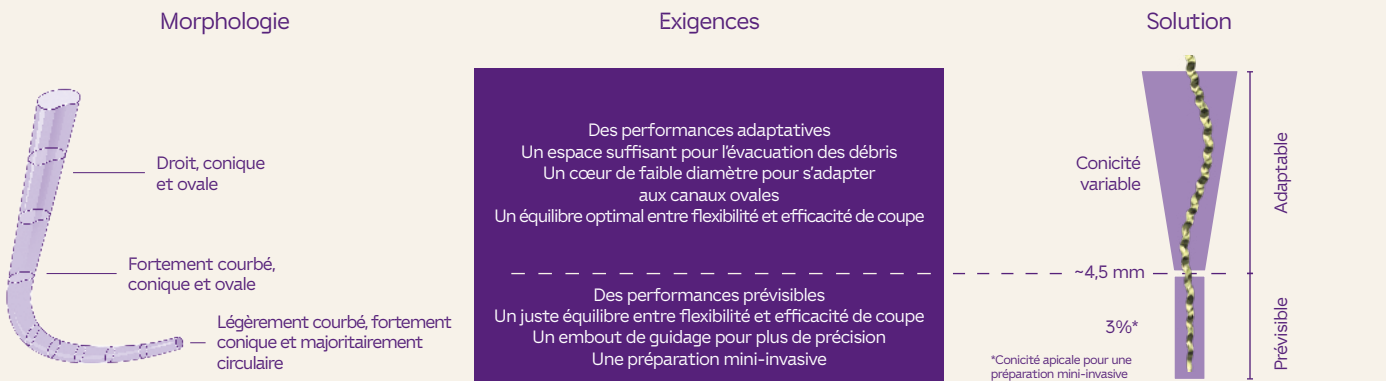 Morphologie
Droit, conique
et ovale
Fortement courbé,
conique et ovale
Légèrement courbé, fortement
conique et majoritairement
circulaire
Exigences
Des performances adaptatives
Un espace suffisant pour l'évacuation des débris
Un cœur de faible diamètre pour s'adapter
aux canaux ovales
Un équilibre optimal entre flexibilité et efficacité de coupe
Des performances prévisibles
Un juste équilibre entre flexibilité et efficacité de coupe
Un embout de guidage pour plus de précision
Une préparation mini-invasive
Solution
Conicité
variable
Adaptable
~4,5 mm
3%*
Prévisible
*Conicité apicale pour une
préparation mini-invasive